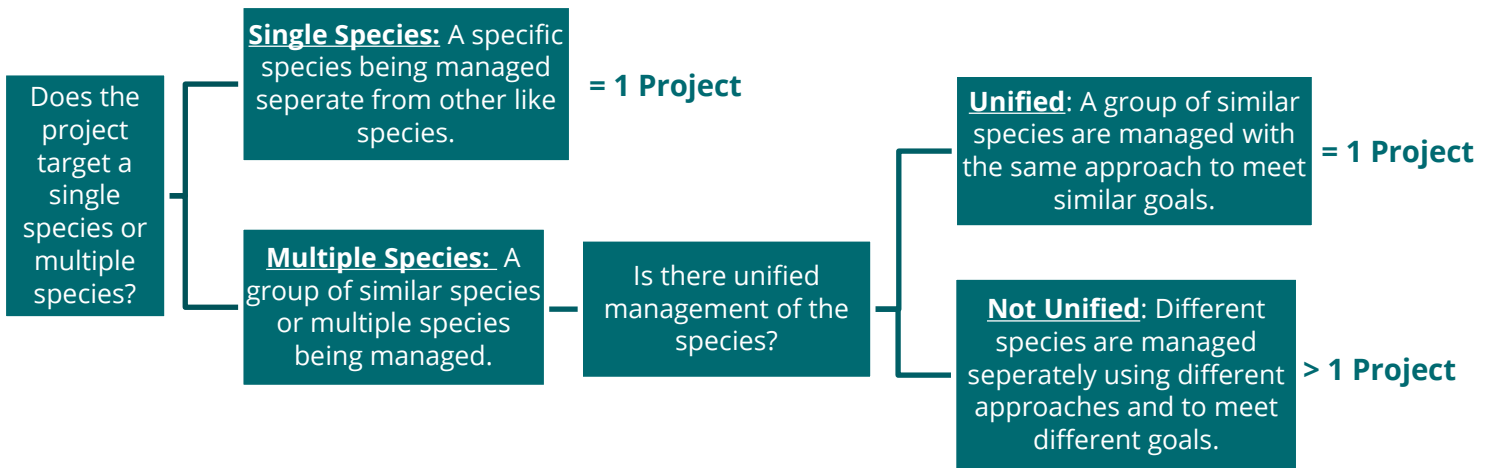 Does the
project
target a
single
species or
multiple
species?
Single Species: A specific
species being managed
seperate from other like
species.
= 1 Project
Multiple Species: A
group of similar species
or multiple species
being managed.
Is there unified
management of the
species?
Unified: A group of similar
species are managed with
the same approach to meet
similar goals.
= 1 Project
Not Unified: Different
species are managed
seperately using different
approaches and to meet
different goals.
> 1 Project